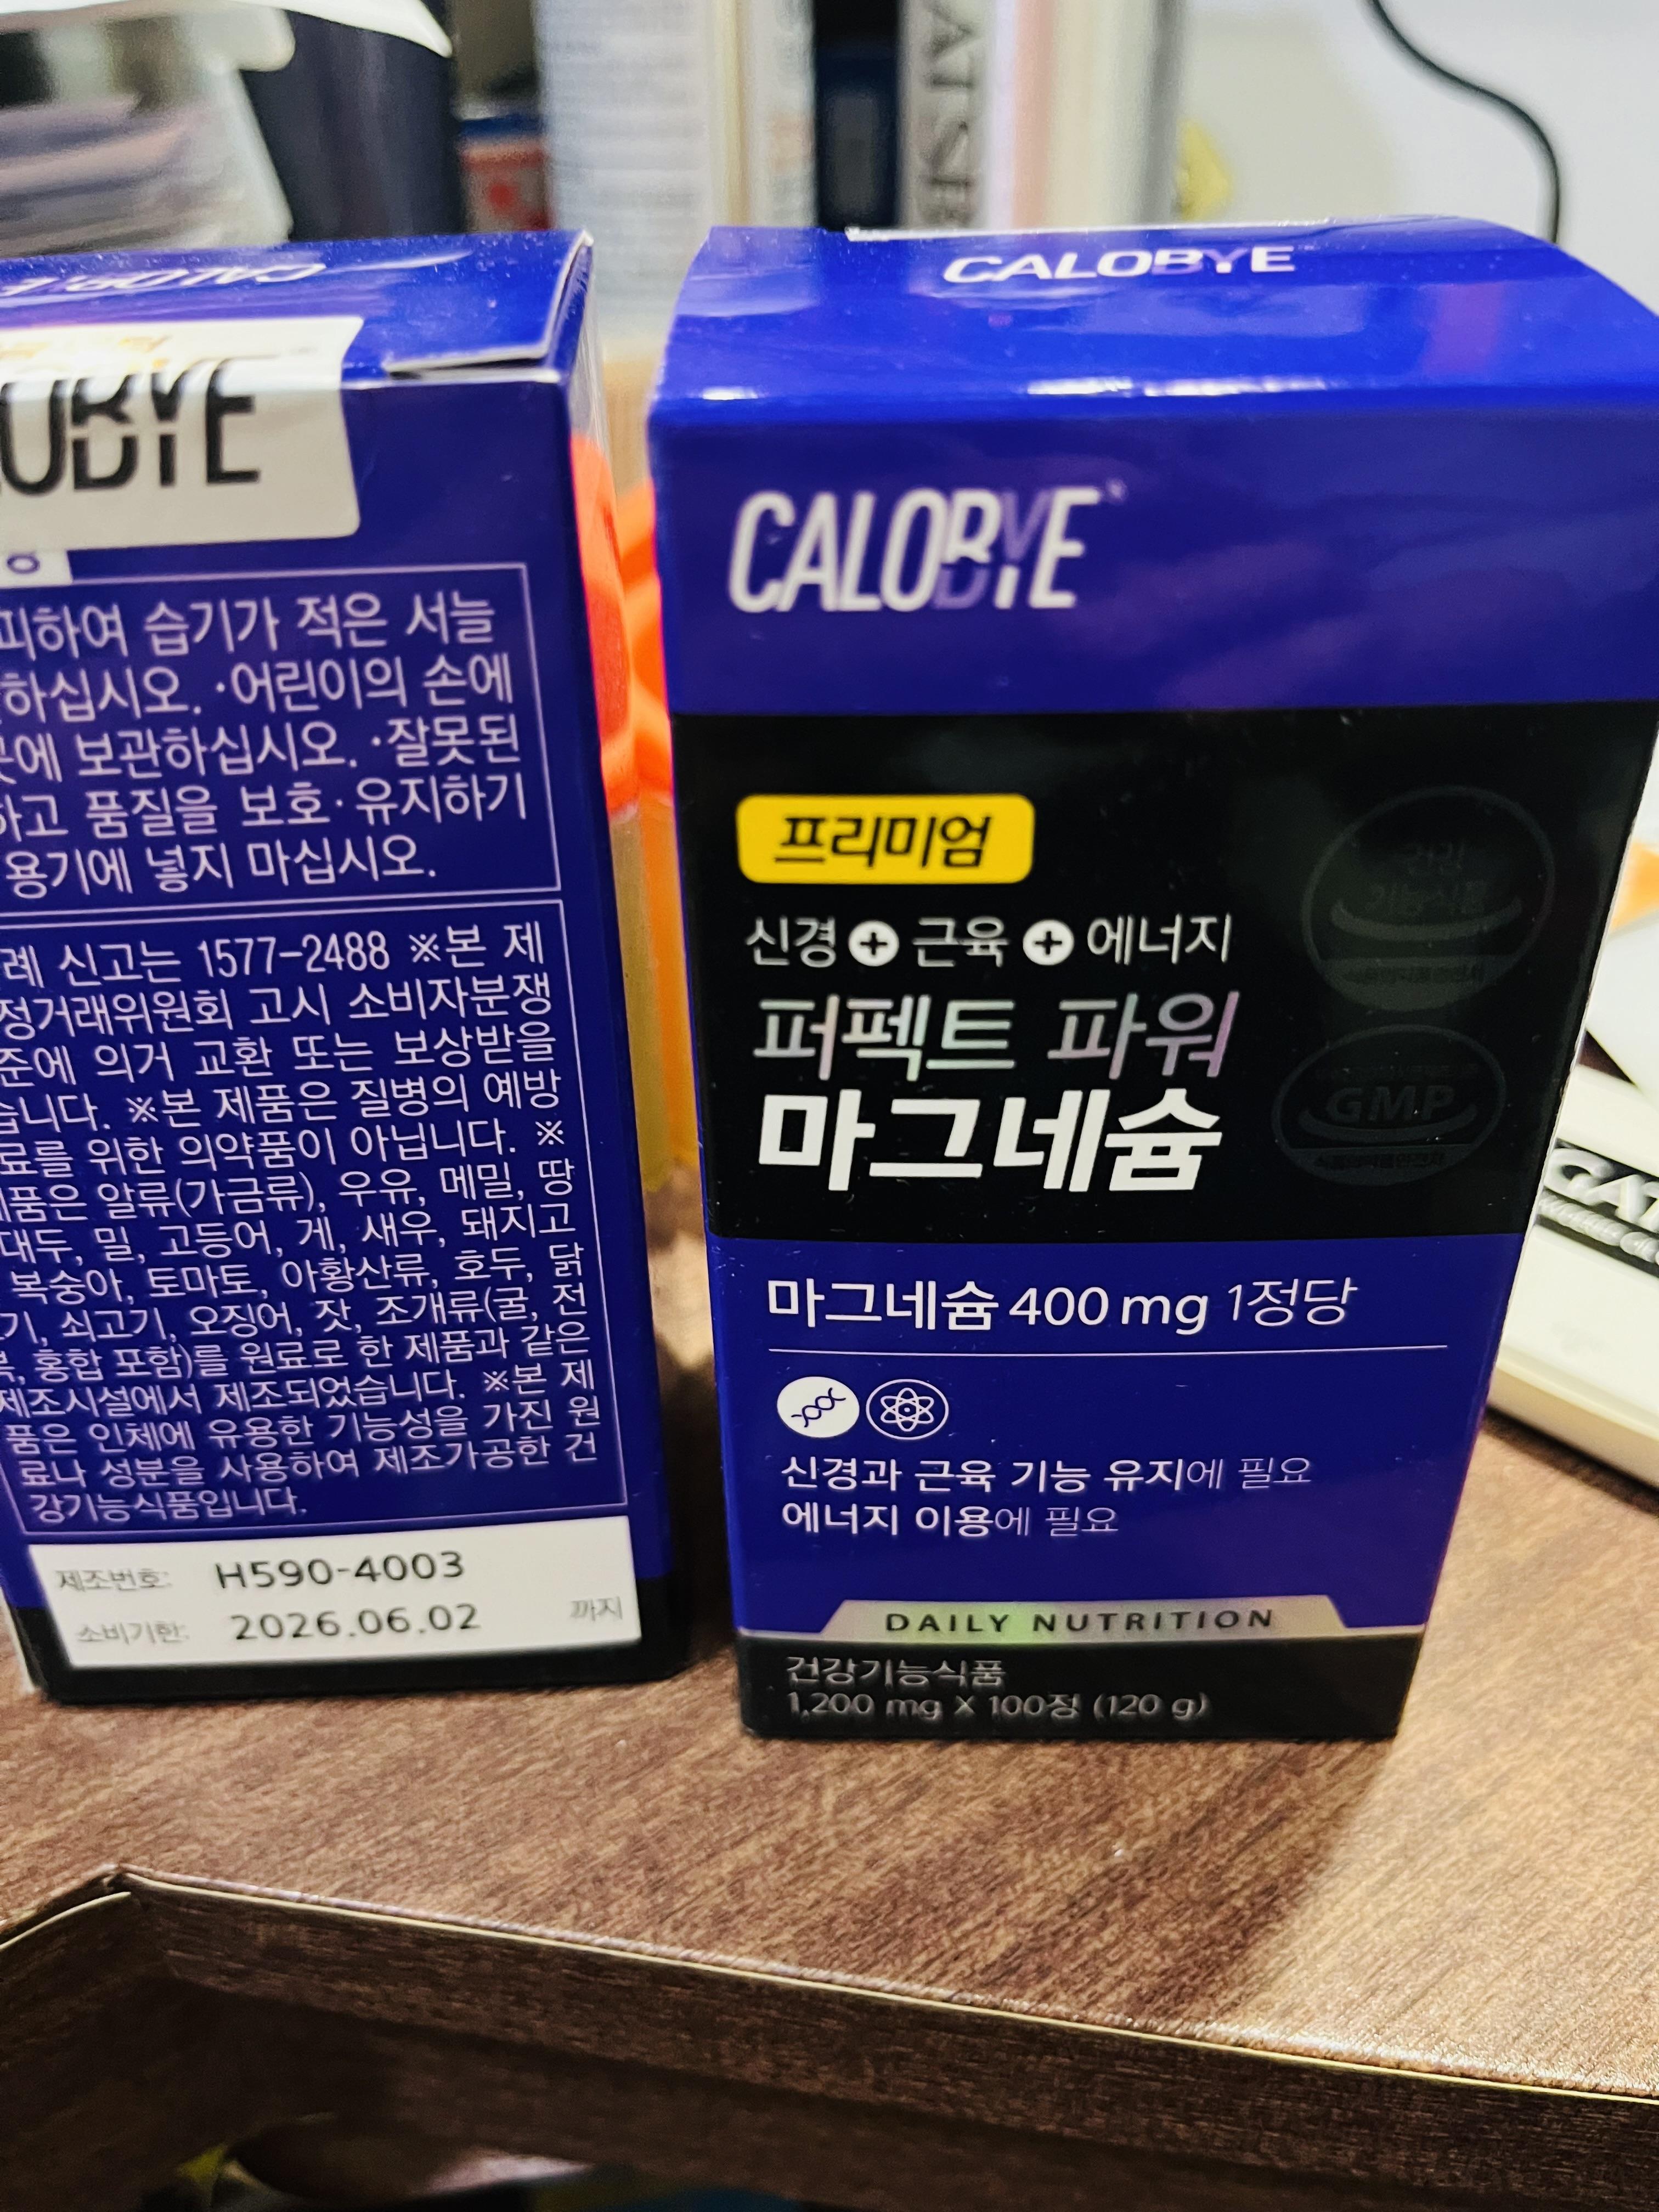 CALOBYE
피하여 습기가 적은 서늘
하십시오. ·어린이의 손에
곳에 보관하십시오. ·잘못된
하고 품질을 보호·유지하기
용기에 넣지 마십시오.
례 신고는 1577-2488 ※본 제
정거래위원회 고시 소비자분쟁
준에 의거 교환 또는 보상받을
습니다. ※본 제품은 질병의 예방
료를 위한 의약품이 아닙니다. ※
제품은 알류(가금류), 우유, 메밀, 땅
대두, 밀, 고등어, 게, 새우, 돼지고
복숭아, 토마토, 아황산류, 호두, 닭
기, 쇠고기, 오징어, 잣, 조개류(굴, 전
복, 홍합 포함)를 원료로 한 제품과 같은
제조시설에서 제조되었습니다. ※본 제
품은 인체에 유용한 기능성을 가진 원
료나 성분을 사용하여 제조가공한 건
강기능식품입니다.
제조번호: H590-4003
소비기한: 2026.06.02 까지
CALOBYE
CALOBYE
프리미엄
신경 + 근육 + 에너지
퍼펙트 파워
마그네슘
건강
기능식품
GMP
마그네슘 400 mg 1정당
신경과 근육 기능 유지에 필요
에너지 이용에 필요
DAILY NUTRITION
건강기능식품
1,200 mg X 100정 (120 g)